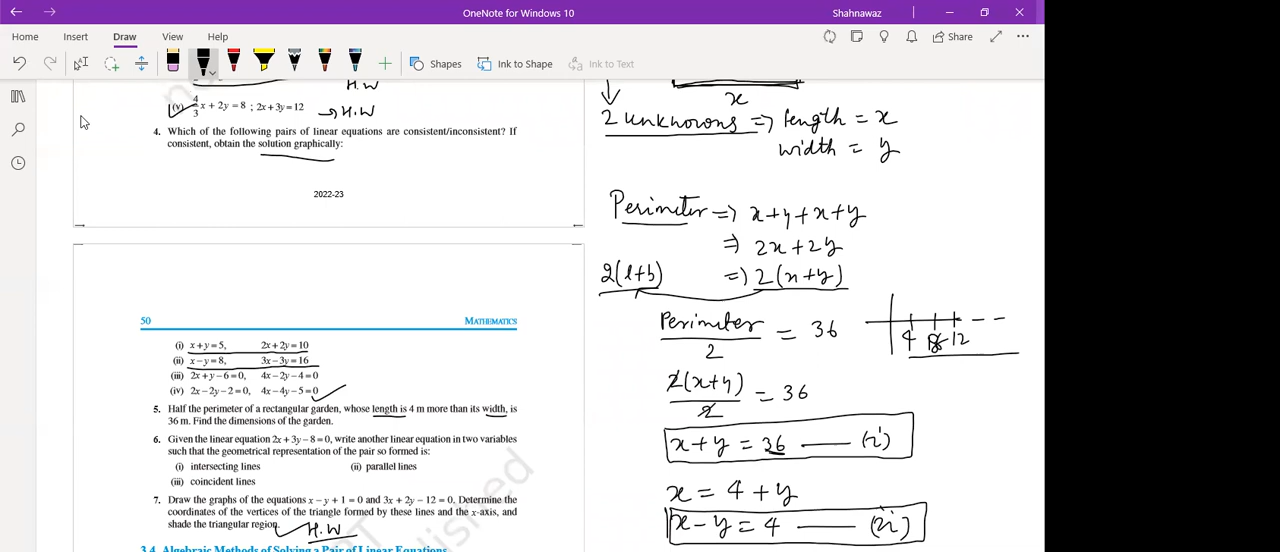 OneNote for Windows 10
Shahnawaz
Home Insert Draw View Help
Share
Shapes Ink to Shape Ink to Text
H.W
(v) 4/3 x + 2y = 8 ; 2x + 3y = 12 → H.W
4. Which of the following pairs of linear equations are consistent/inconsistent? If
consistent, obtain the solution graphically:
2022-23
50 MATHEMATICS
(i) x + y = 5, 2x + 2y = 10
(ii) x – y = 8, 3x – 3y = 16
(iii) 2x + y – 6 = 0, 4x – 2y – 4 = 0
(iv) 2x – 2y – 2 = 0, 4x – 4y – 5 = 0
5. Half the perimeter of a rectangular garden, whose length is 4 m more than its width, is
36 m. Find the dimensions of the garden.
6. Given the linear equation 2x + 3y – 8 = 0, write another linear equation in two variables
such that the geometrical representation of the pair so formed is:
(i) intersecting lines (ii) parallel lines
(iii) coincident lines
7. Draw the graphs of the equations x – y + 1 = 0 and 3x + 2y – 12 = 0. Determine the
coordinates of the vertices of the triangle formed by these lines and the x-axis, and
shade the triangular region.
H.W
3.4 Algebraic Methods of Solving a Pair of Linear Equations
x
2 unknowns => length = x
width = y
Perimeter => x+y+x+y
=> 2x+2y
2(l+b) => 2(x+y)
Perimeter/2 = 36
4 8 12
2(x+y)/2 = 36
x+y = 36 —— (i)
x = 4+y
x-y = 4 —— (ii)